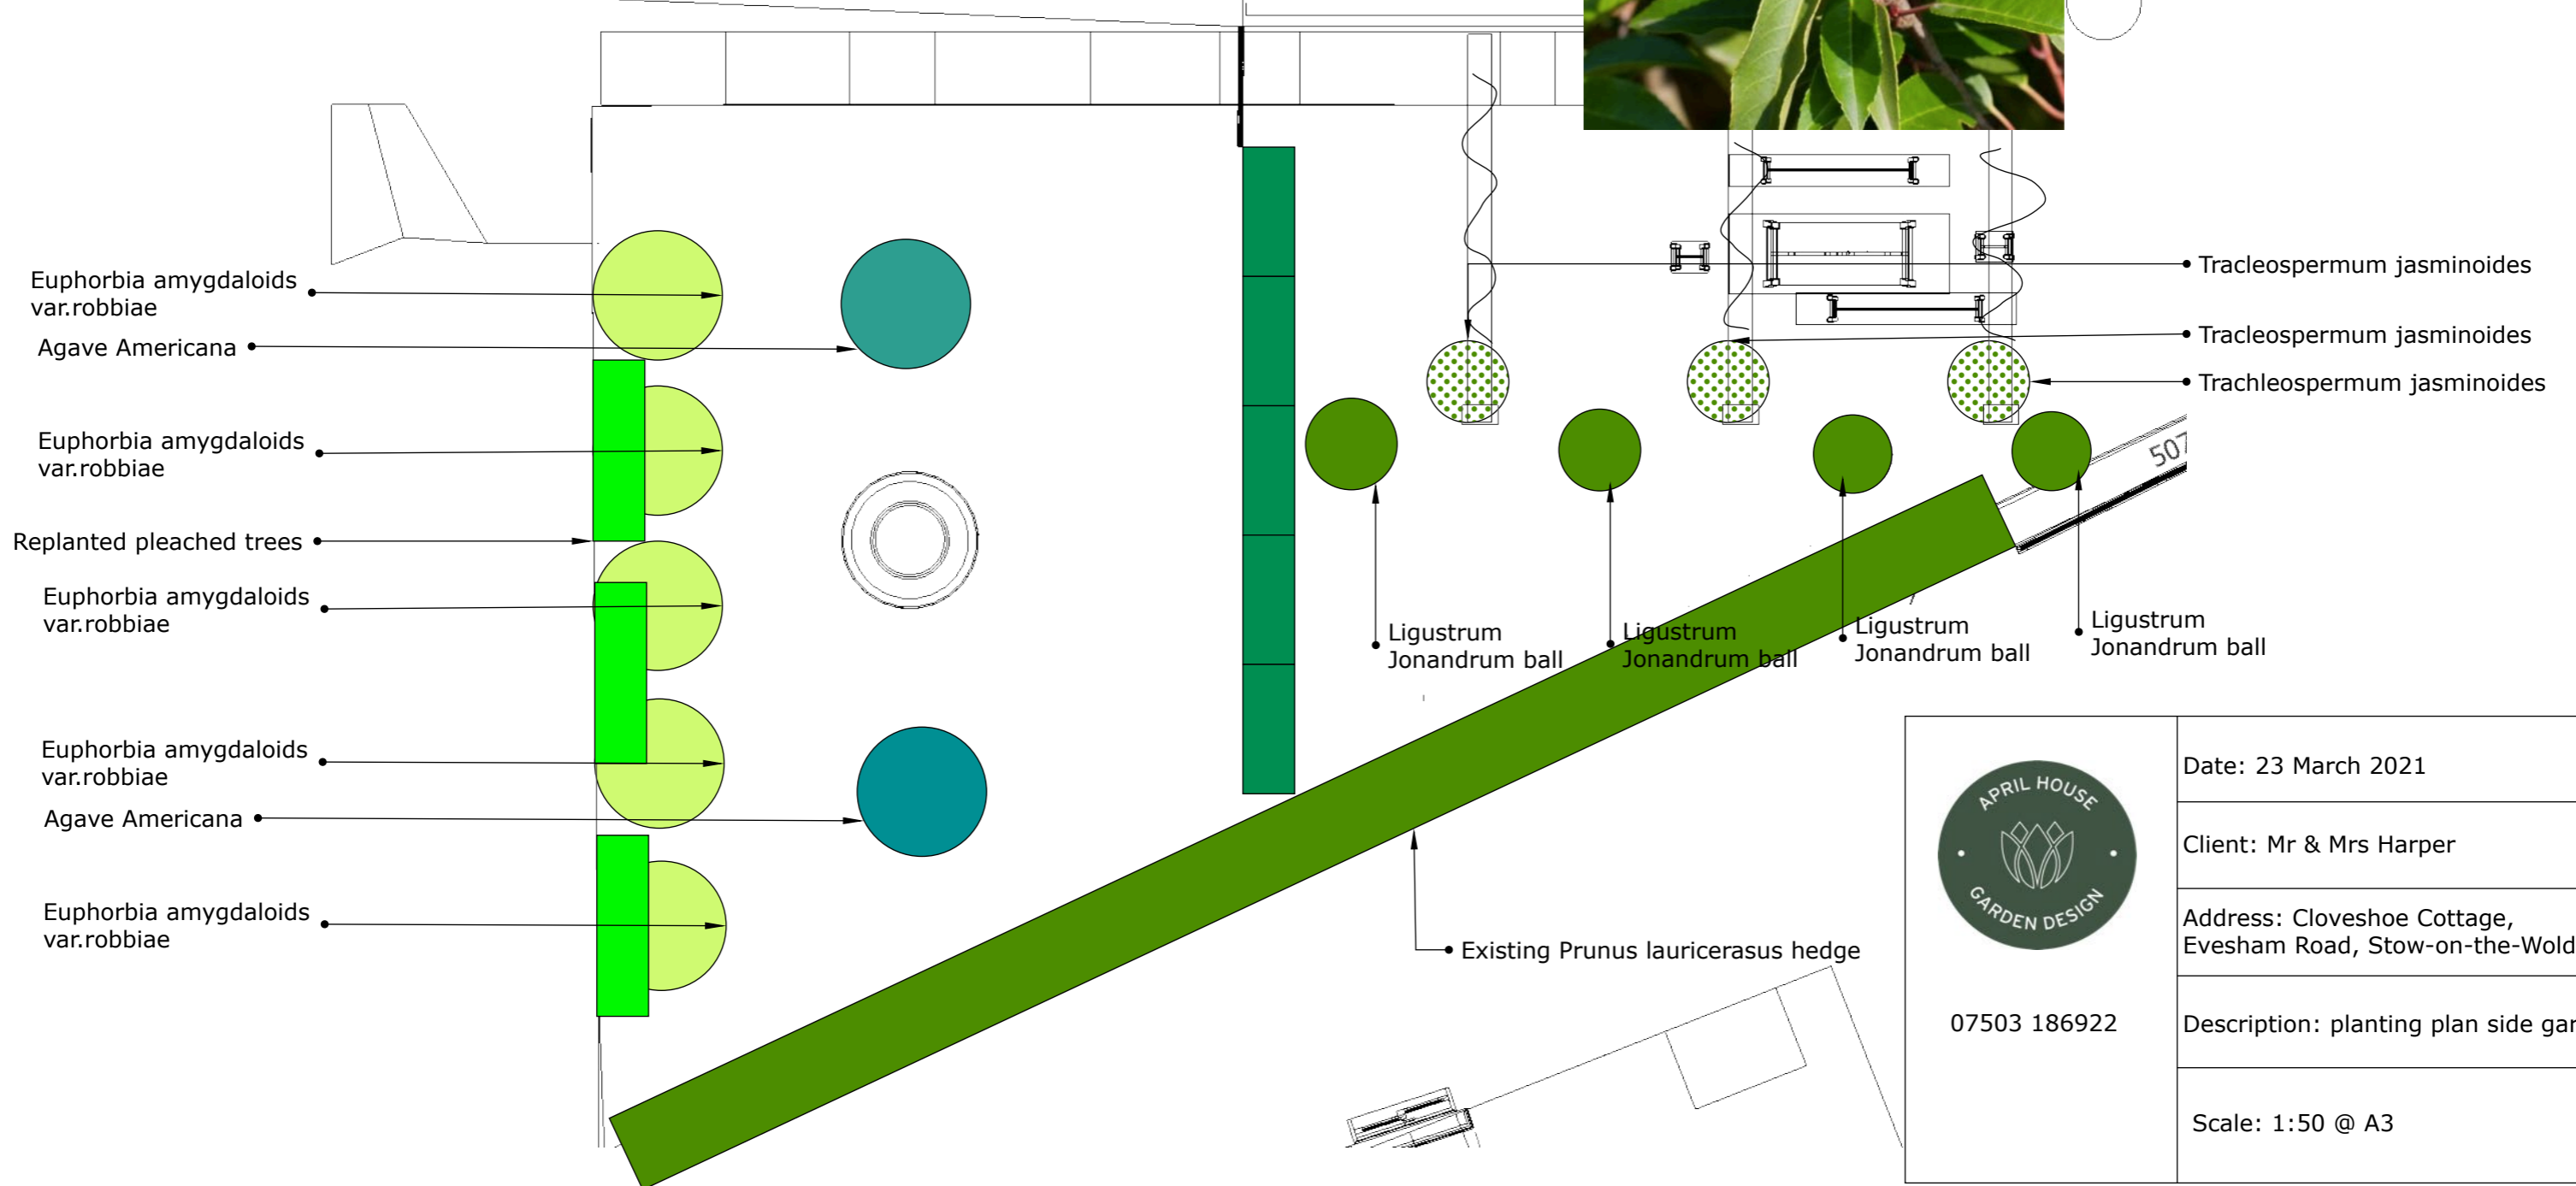 Euphorbia amygdaloids
var.robbiae
Agave Americana
Euphorbia amygdaloids
var.robbiae
Replanted pleached trees
Euphorbia amygdaloids
var.robbiae
Euphorbia amygdaloids
var.robbiae
Agave Americana
Euphorbia amygdaloids
var.robbiae
Tracleospermum jasminoides
Tracleospermum jasminoides
Trachleospermum jasminoides
507
Ligustrum
Jonandrum ball
Ligustrum
Jonandrum ball
Ligustrum
Jonandrum ball
Ligustrum
Jonandrum ball
Existing Prunus lauricerasus hedge
APRIL HOUSE
GARDEN DESIGN
07503 186922
Date: 23 March 2021
Client: Mr & Mrs Harper
Address: Cloveshoe Cottage,
Evesham Road, Stow-on-the-Wold
Description: planting plan side gar
Scale: 1:50 @ A3